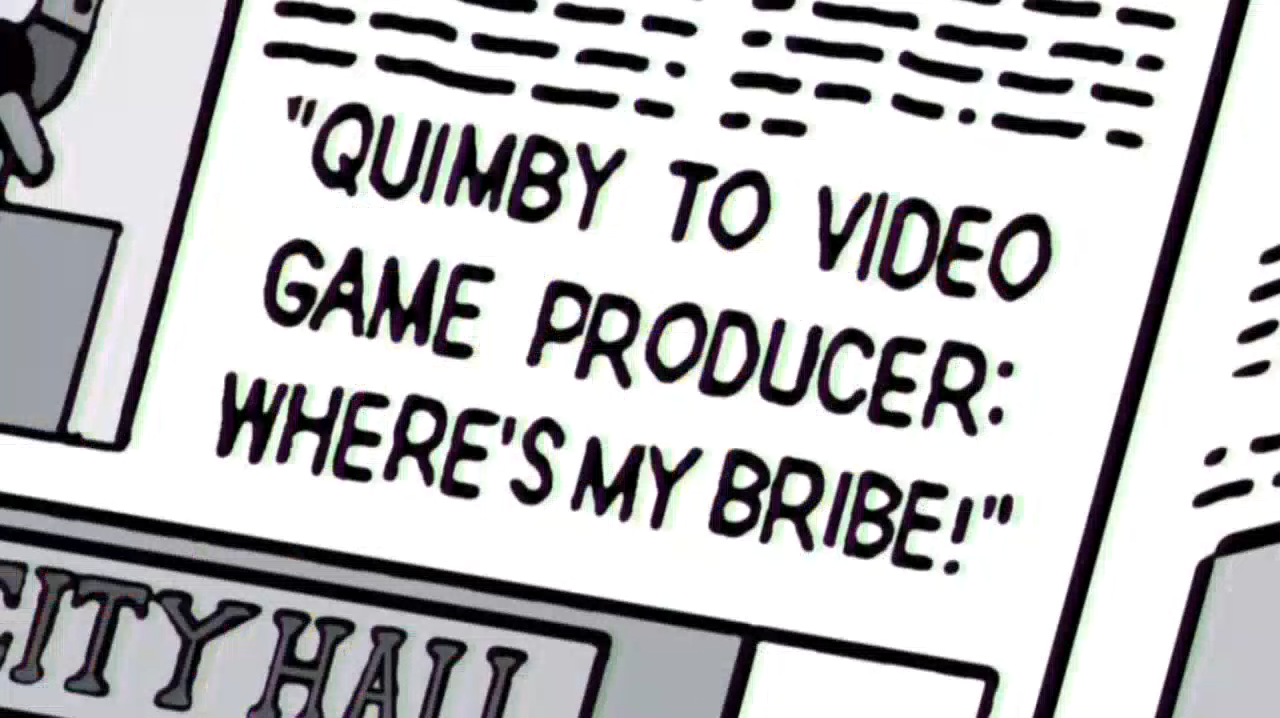 "QUIMBY TO VIDEO
GAME PRODUCER:
WHERE'S MY BRIBE!"
CITY HALL